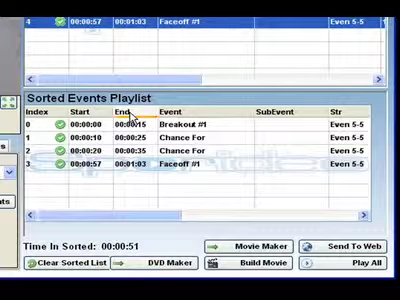 4 00:00:57 00:01:03 Faceoff #1 Even 5-5
Sorted Events Playlist
Index Start End Event SubEvent Str
0 00:00:00 00:00:15 Breakout #1 Even 5-5
1 00:00:10 00:00:25 Chance For Even 5-5
2 00:00:20 00:00:35 Chance For Even 5-5
3 00:00:57 00:01:03 Faceoff #1 Even 5-5
Time In Sorted: 00:00:51 Movie Maker Send To Web
Clear Sorted List DVD Maker Build Movie Play All